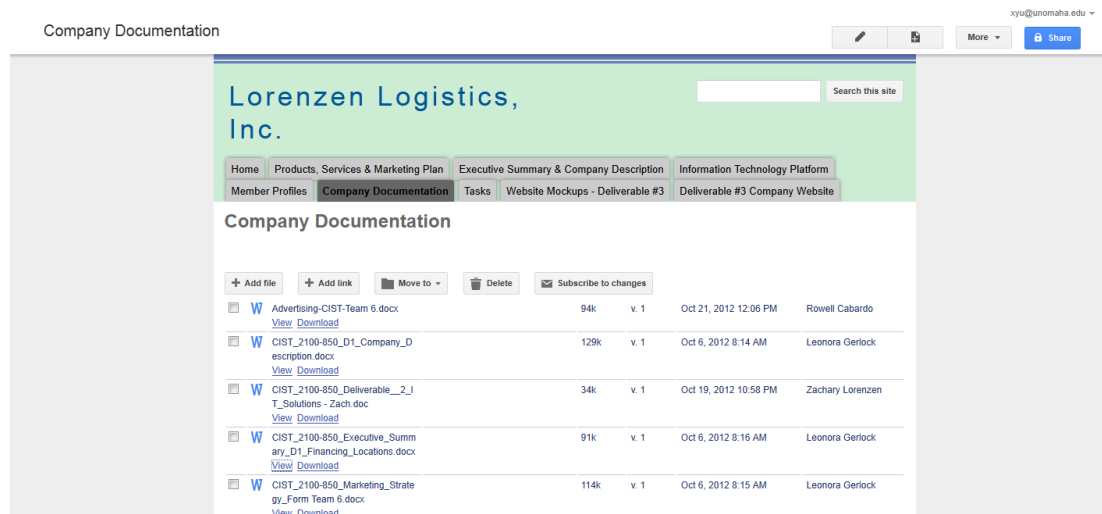 xyu@unomaha.edu
Company Documentation
More
Share
Lorenzen Logistics,
Inc.
Search this site
Home Products, Services & Marketing Plan Executive Summary & Company Description Information Technology Platform
Member Profiles Company Documentation Tasks Website Mockups - Deliverable #3 Deliverable #3 Company Website
Company Documentation
Add file Add link Move to Delete Subscribe to changes
Advertising-CIST-Team 6.docx 94k v. 1 Oct 21, 2012 12:06 PM Rowell Cabardo
View Download
CIST_2100-850_D1_Company_D 129k v. 1 Oct 6, 2012 8:14 AM Leonora Gerlock
escription.docx
View Download
CIST_2100-850_Deliverable__2_I 34k v. 1 Oct 19, 2012 10:58 PM Zachary Lorenzen
T_Solutions - Zach.doc
View Download
CIST_2100-850_Executive_Summ 91k v. 1 Oct 6, 2012 8:16 AM Leonora Gerlock
ary_D1_Financing_Locations.docx
View Download
CIST_2100-850_Marketing_Strate 114k v. 1 Oct 6, 2012 8:15 AM Leonora Gerlock
gy_Form Team 6.docx
View Download